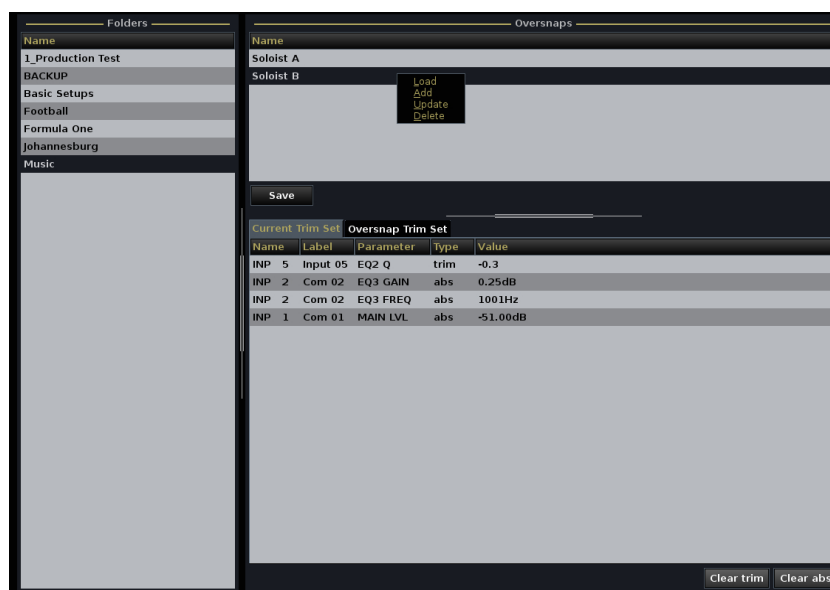 Folders
Name
1_Production Test
BACKUP
Basic Setups
Football
Formula One
Johannesburg
Music
Oversnaps
Name
Soloist A
Soloist B
Load
Add
Update
Delete
Save
Current Trim Set Oversnap Trim Set
Name Label Parameter Type Value
INP 5 Input 05 EQ2 Q trim -0.3
INP 2 Com 02 EQ3 GAIN abs 0.25dB
INP 2 Com 02 EQ3 FREQ abs 1001Hz
INP 1 Com 01 MAIN LVL abs -51.00dB
Clear trim Clear abs